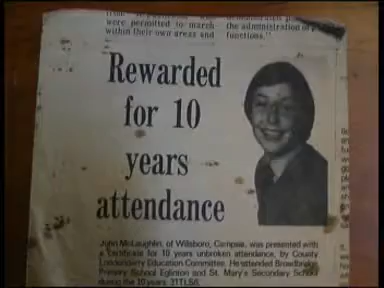 were permitted to march
within their own areas and
the administration of
functions."
Rewarded
for 10
years
attendance
John McLaughlin, of Willsboro, Campsie, was presented with
a certificate for 10 years unbroken attendance, by County
Londonderry Education Committee. He attended Broadbridge
Primary School Eglinton and St. Mary's Secondary School
during the 10 years. 31TLS8.